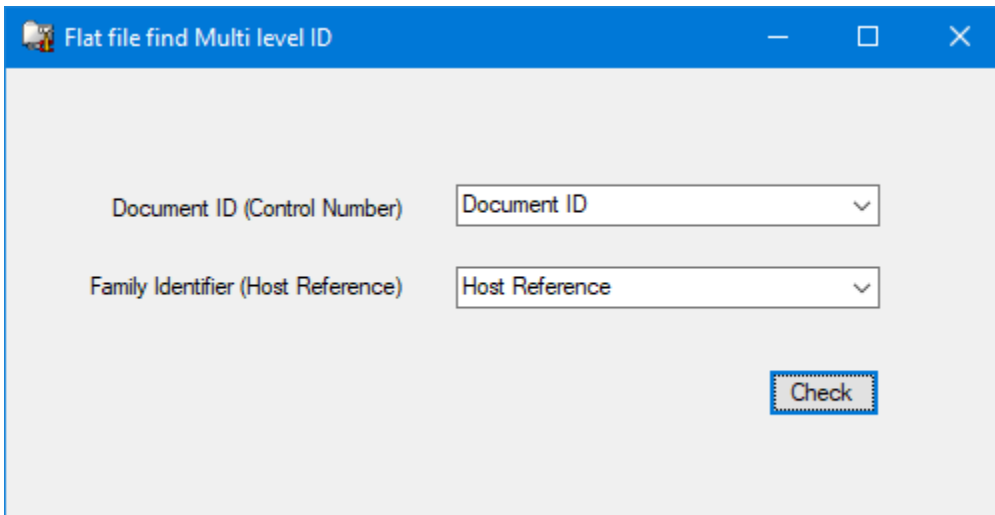 Flat file find Multi level ID
Document ID (Control Number) Document ID
Family Identifier (Host Reference) Host Reference
Check